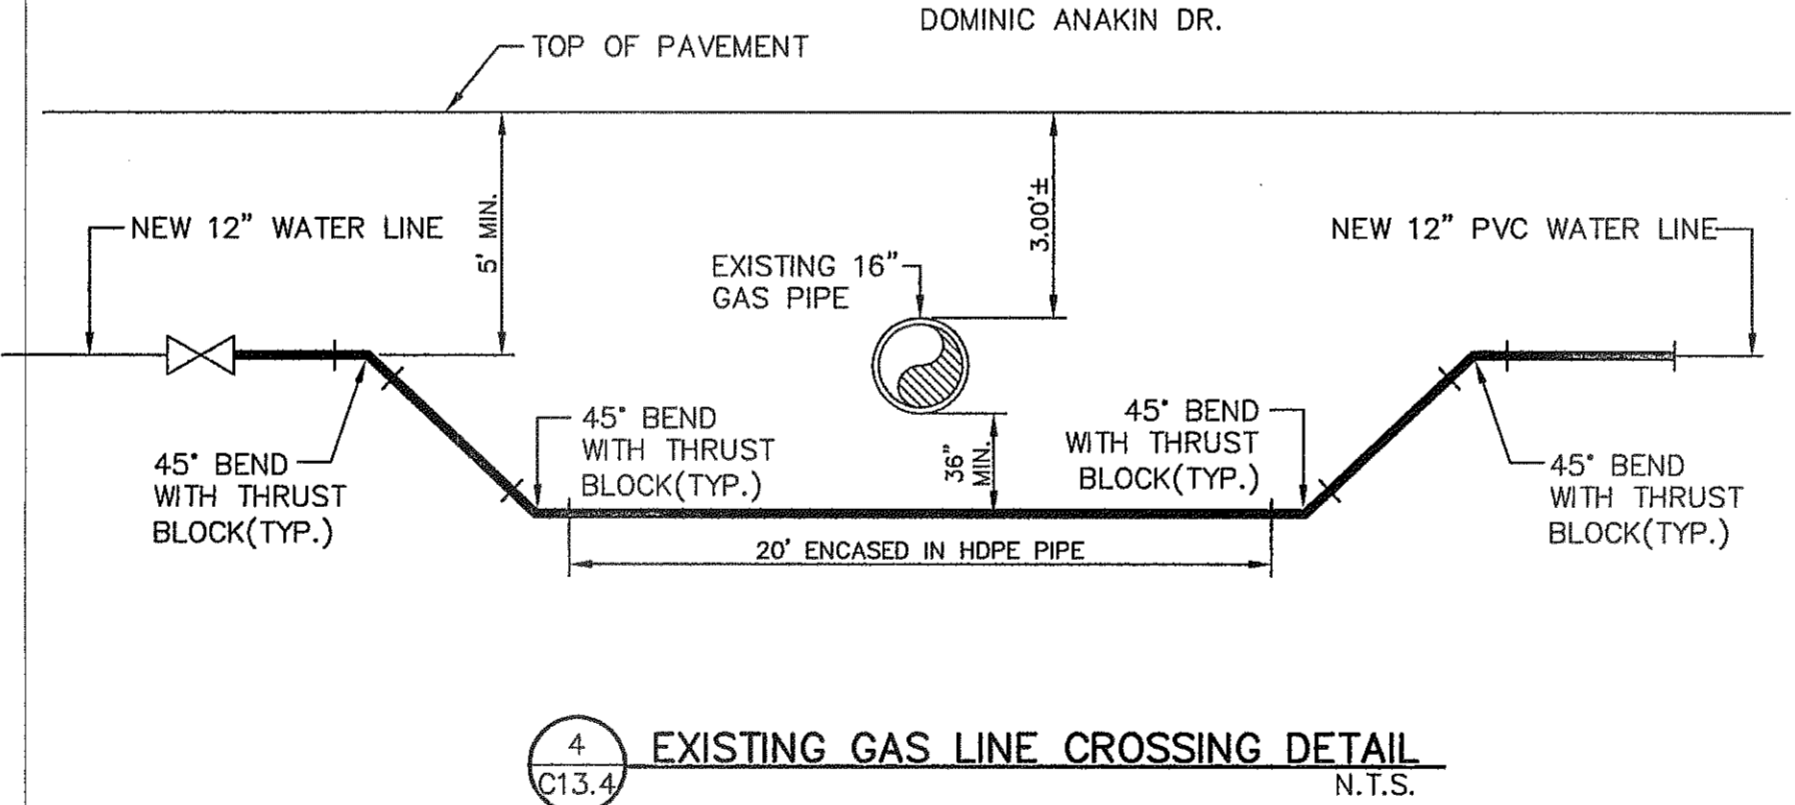 DOMINIC ANAKIN DR.
TOP OF PAVEMENT
5' MIN.
3.00'±
NEW 12" WATER LINE
NEW 12" PVC WATER LINE
EXISTING 16"
GAS PIPE
45° BEND
WITH THRUST
BLOCK(TYP.)
45° BEND
WITH THRUST
BLOCK(TYP.)
36"
MIN.
45° BEND
WITH THRUST
BLOCK(TYP.)
45° BEND
WITH THRUST
BLOCK(TYP.)
20' ENCASED IN HDPE PIPE
4
C13.4
EXISTING GAS LINE CROSSING DETAIL
N.T.S.